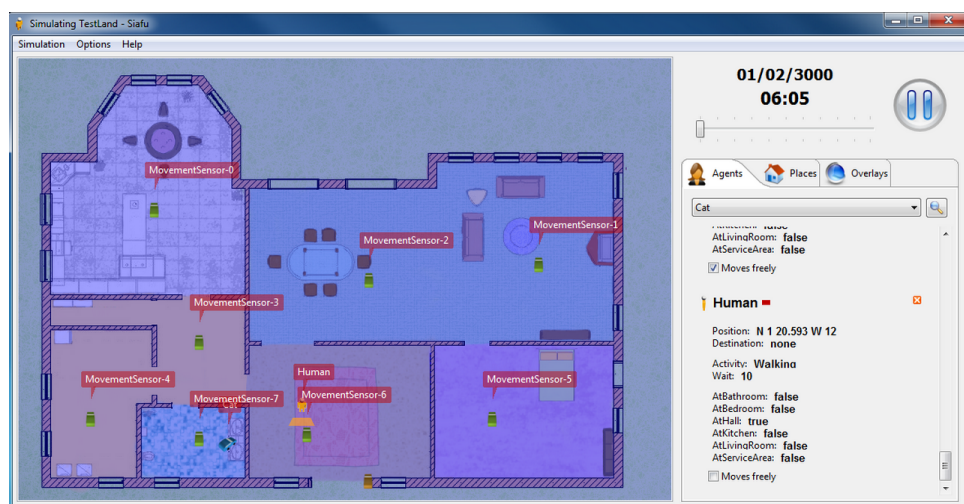 Simulating TestLand - Siafu
Simulation Options Help
MovementSensor-0
MovementSensor-1
MovementSensor-2
MovementSensor-3
Human
MovementSensor-4
MovementSensor-6
MovementSensor-5
MovementSensor-7
Cat
01/02/3000
06:05
Agents Places Overlays
Cat
AtKitchen: false
AtLivingRoom: false
AtServiceArea: false
Moves freely
Human
Position: N 1 20.593 W 12
Destination: none
Activity: Walking
Wait: 10
AtBathroom: false
AtBedroom: false
AtHall: true
AtKitchen: false
AtLivingRoom: false
AtServiceArea: false
Moves freely